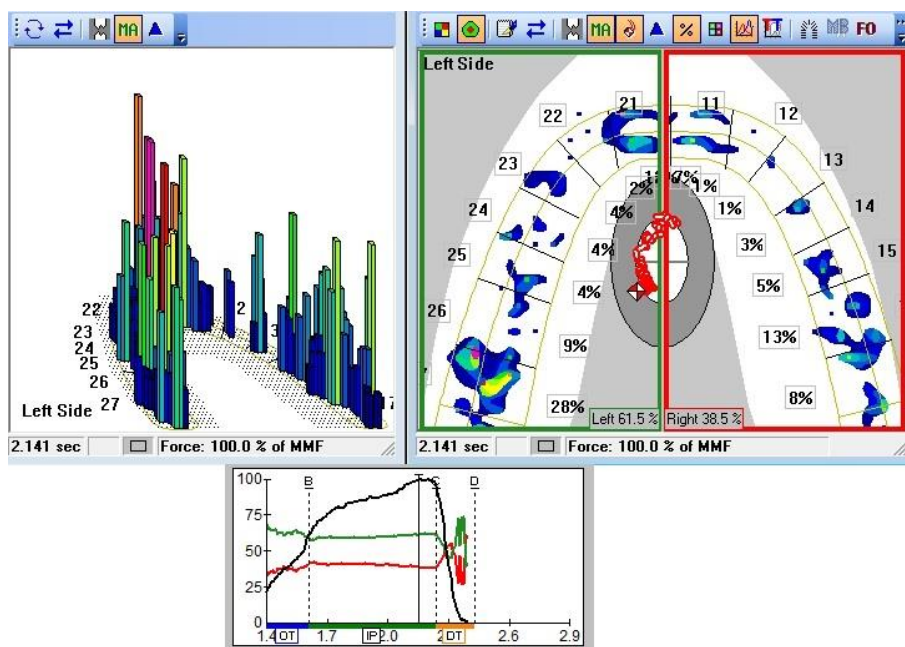 MA
MA
%
MB
FO
Left Side
21
11
22
12
23
13
24
14
25
15
26
7%
2%
1%
4%
1%
4%
3%
4%
5%
9%
13%
28%
8%
Left 61.5 %
Right 38.5 %
22
23
24
25
26
27
2
Left Side
2.141 sec
Force: 100.0 % of MMF
2.141 sec
Force: 100.0 % of MMF
100
75
50
25
0
B
C
D
1.4
OT
1.7
IP
2.0
DT
2.6
2.9